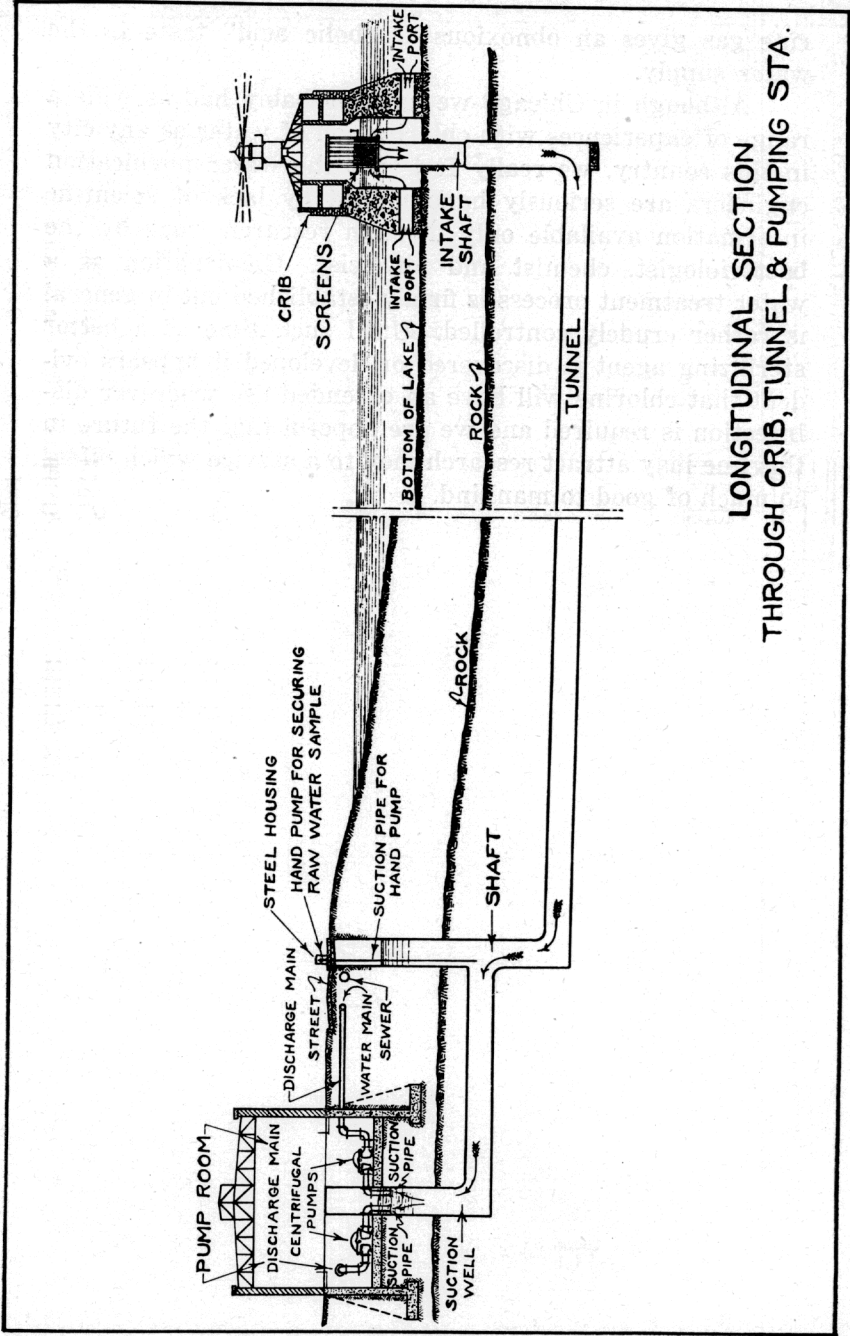 PUMP ROOM
DISCHARGE MAIN
CENTRIFUGAL
PUMPS
SUCTION
PIPE
SUCTION
PIPE
SUCTION
WELL
DISCHARGE MAIN
STREET
WATER MAIN
SEWER
STEEL HOUSING
HAND PUMP FOR SECURING
RAW WATER SAMPLE
SUCTION PIPE FOR
HAND PUMP
SHAFT
ROCK
CRIB
SCREENS
INTAKE
PORT
INTAKE
PORT
BOTTOM OF LAKE
INTAKE
SHAFT
ROCK
TUNNEL
LONGITUDINAL SECTION
THROUGH CRIB, TUNNEL & PUMPING STA